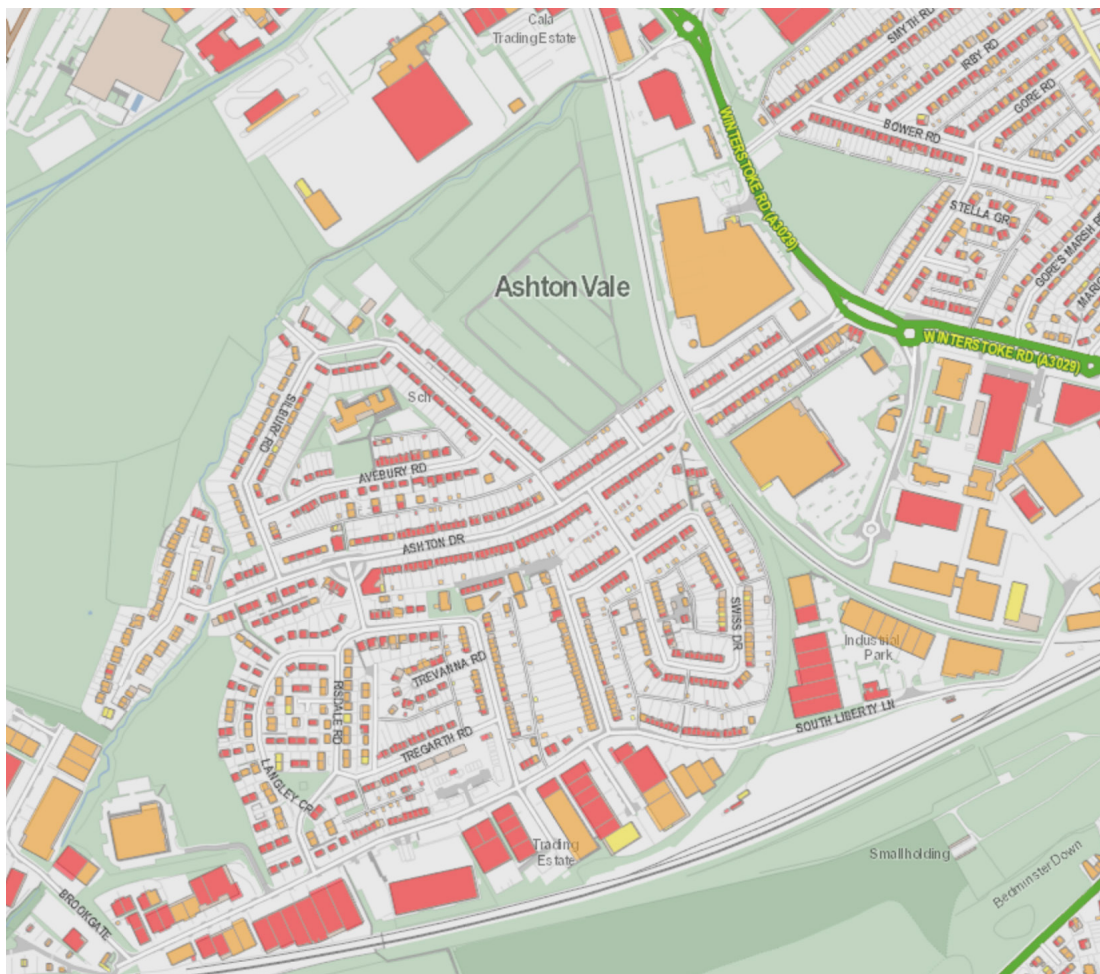 Cala
Trading Estate
SMYTH RD
IRBY RD
GORE RD
BOWER RD
WINTERSTOKE RD (A3029)
STELLA GR
GORE'S MARSH R
MARG
Ashton Vale
WINTERSTOKE RD (A3029)
SILBURY RD
Sch
AVEBURY RD
ASHTON DR
SWISS DR
Industrial
Park
TREVANNA RD
RISDALE RD
SOUTH LIBERTY LN
TREGARTH RD
LANGLEY CR
Trading
Estate
Smallholding
Bedminster Down
BROOKGATE